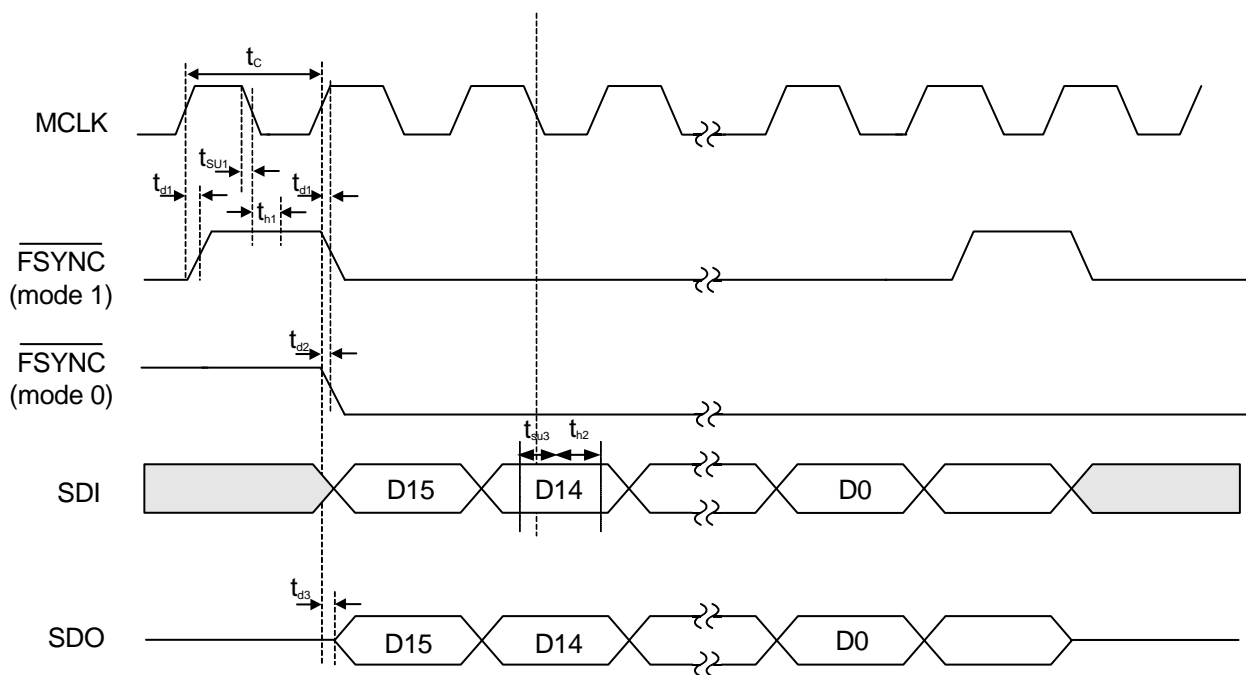 tC
MCLK
tSU1
td1
td1
th1
FSYNC
(mode 1)
td2
FSYNC
(mode 0)
tsu3
th2
SDI
D15
D14
D0
td3
SDO
D15
D14
D0